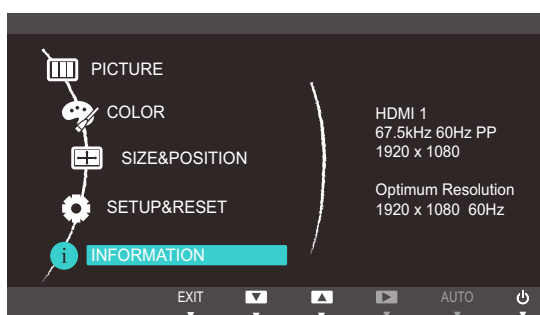 PICTURE
COLOR
SIZE&POSITION
SETUP&RESET
i INFORMATION
HDMI 1
67.5kHz 60Hz PP
1920 x 1080
Optimum Resolution
1920 x 1080 60Hz
EXIT
AUTO